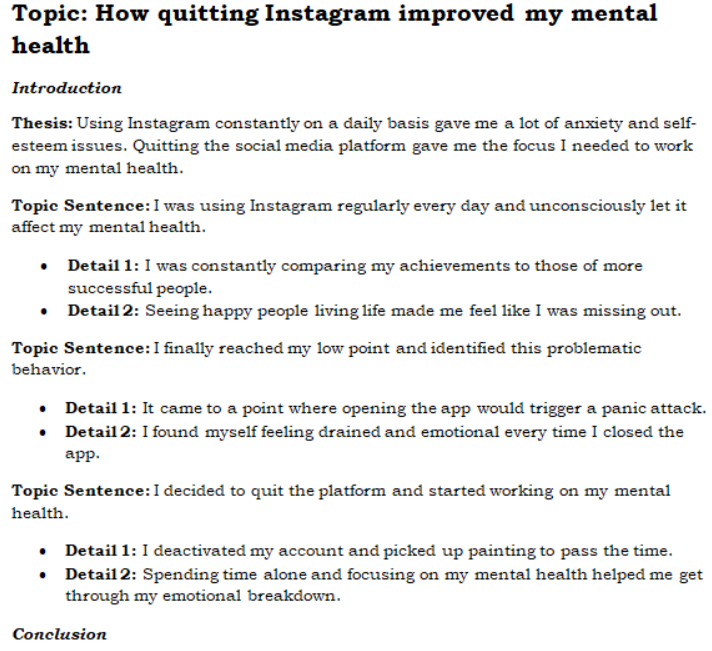 Topic: How quitting Instagram improved my mental
health
Introduction
Thesis: Using Instagram constantly on a daily basis gave me a lot of anxiety and self-
esteem issues. Quitting the social media platform gave me the focus I needed to work
on my mental health.
Topic Sentence: I was using Instagram regularly every day and unconsciously let it
affect my mental health.
• Detail 1: I was constantly comparing my achievements to those of more
successful people.
• Detail 2: Seeing happy people living life made me feel like I was missing out.
Topic Sentence: I finally reached my low point and identified this problematic
behavior.
• Detail 1: It came to a point where opening the app would trigger a panic attack.
• Detail 2: I found myself feeling drained and emotional every time I closed the
app.
Topic Sentence: I decided to quit the platform and started working on my mental
health.
• Detail 1: I deactivated my account and picked up painting to pass the time.
• Detail 2: Spending time alone and focusing on my mental health helped me get
through my emotional breakdown.
Conclusion